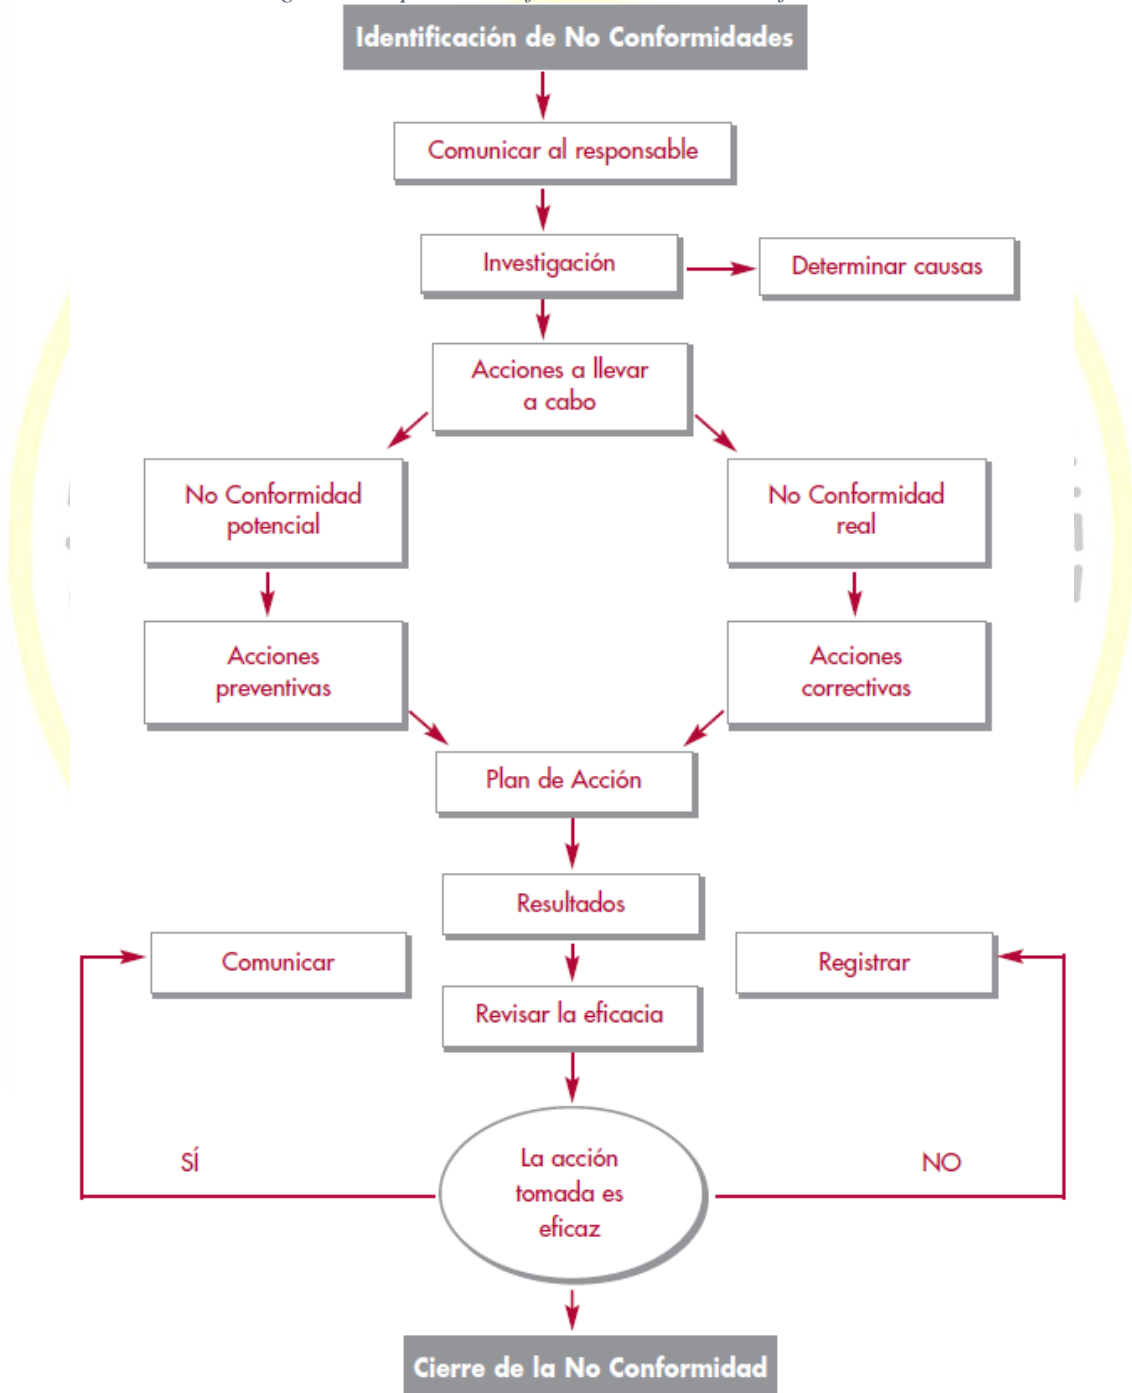 Identificación de No Conformidades
Comunicar al responsable
Investigación
Determinar causas
Acciones a llevar
a cabo
No Conformidad
potencial
No Conformidad
real
Acciones
preventivas
Acciones
correctivas
Plan de Acción
Resultados
Comunicar
Registrar
Revisar la eficacia
SÍ
La acción
tomada es
eficaz
NO
Cierre de la No Conformidad